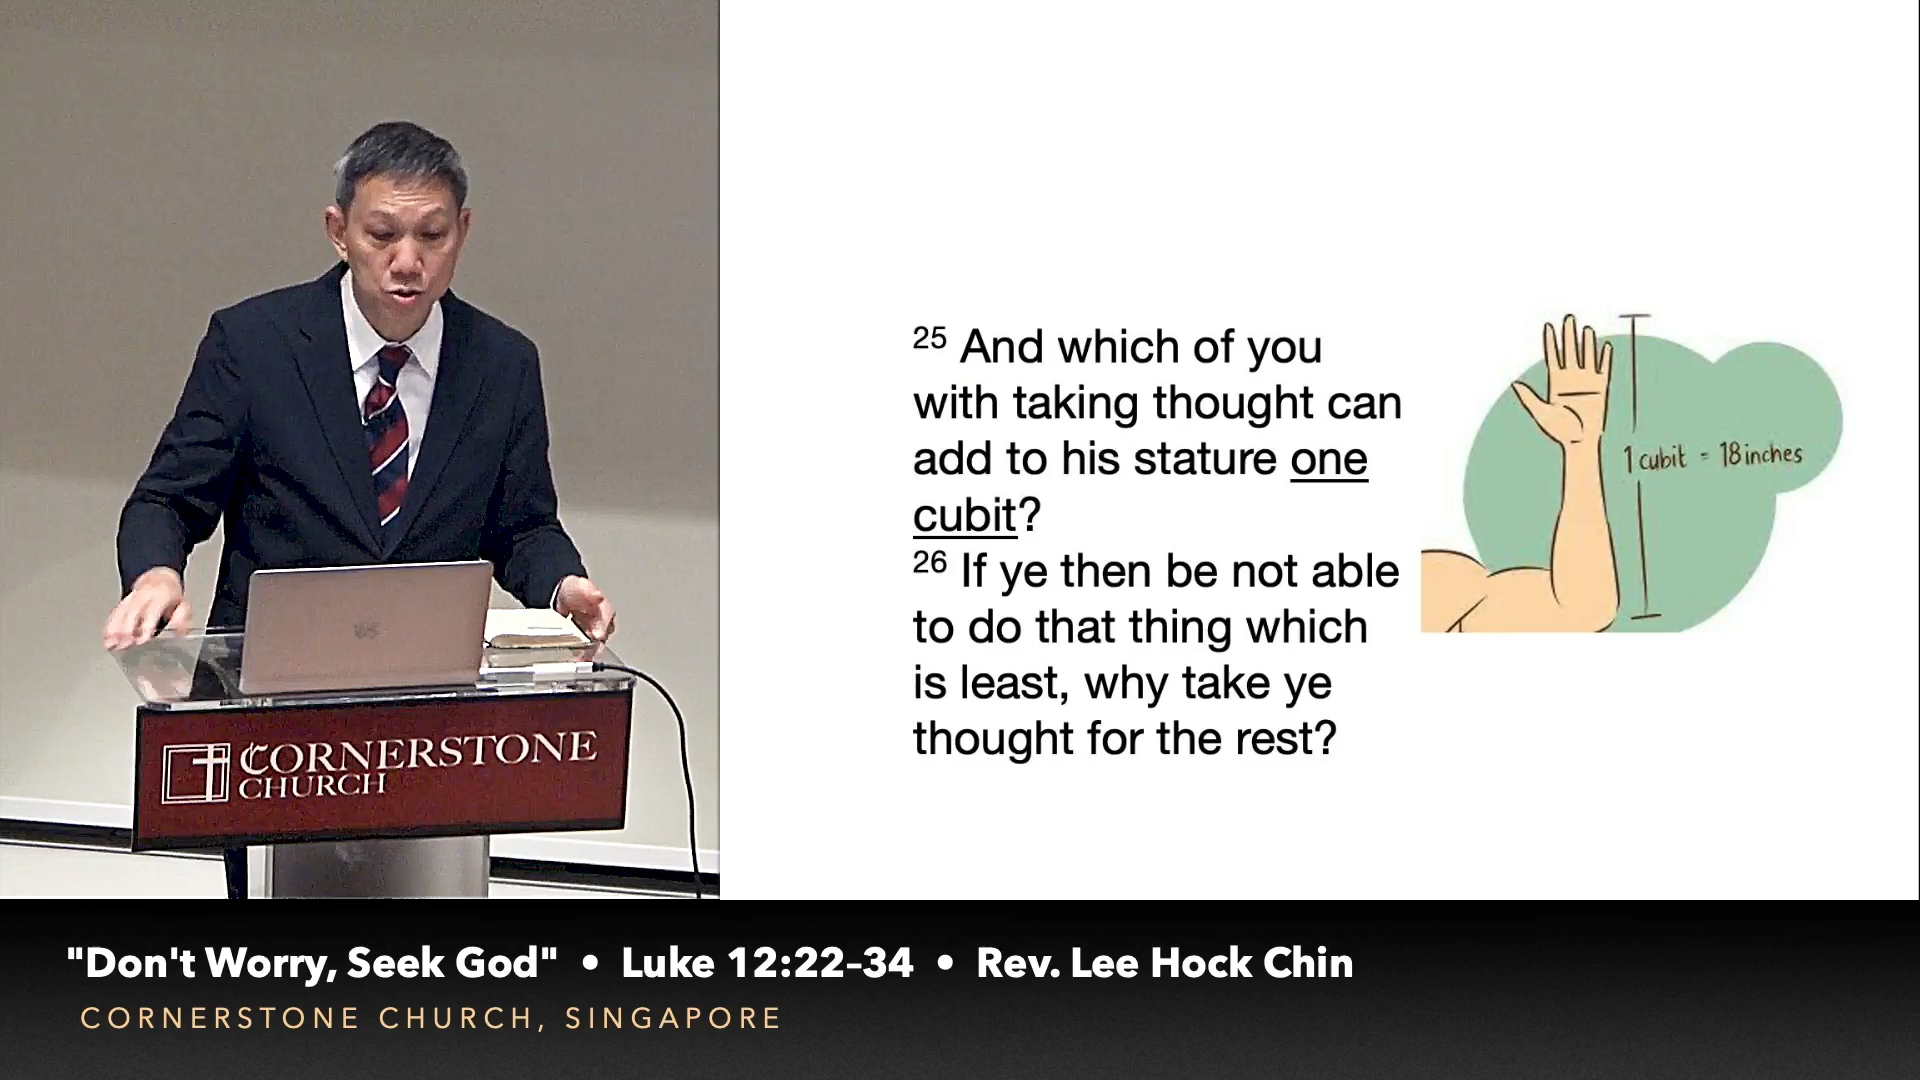 25 And which of you
with taking thought can
add to his stature one
cubit?
26 If ye then be not able
to do that thing which
is least, why take ye
thought for the rest?
1 cubit = 18 inches
CORNERSTONE
CHURCH
"Don't Worry, Seek God" • Luke 12:22–34 • Rev. Lee Hock Chin
CORNERSTONE CHURCH, SINGAPORE